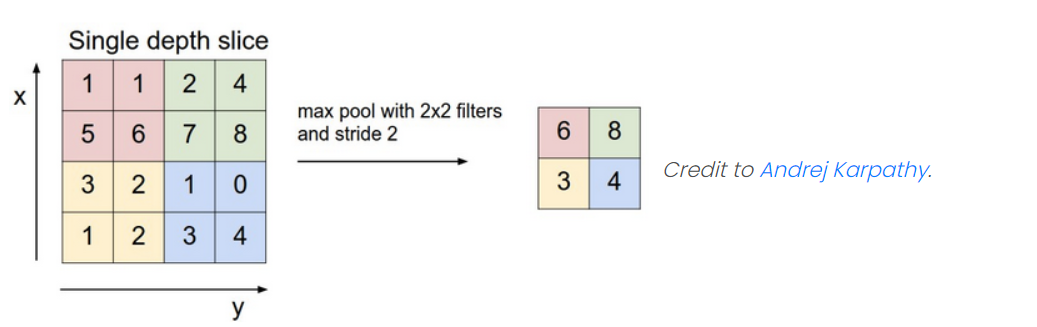 Single depth slice
x
1 1 2 4
5 6 7 8
3 2 1 0
1 2 3 4
y
max pool with 2x2 filters
and stride 2
6 8
3 4
Credit to Andrej Karpathy.